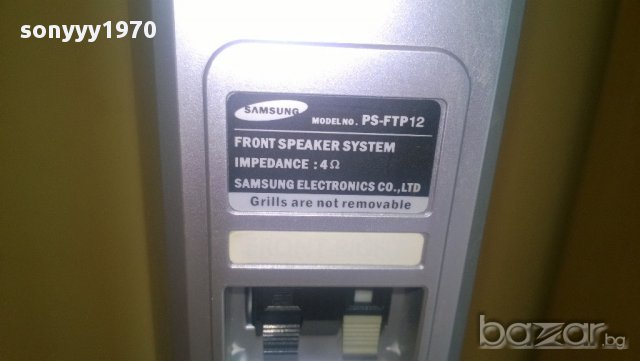 sonyyy1970
SAMSUNG MODEL NO. PS-FTP12
FRONT SPEAKER SYSTEM
IMPEDANCE : 4Ω
SAMSUNG ELECTRONICS CO.,LTD
Grills are not removable
bazar.bg